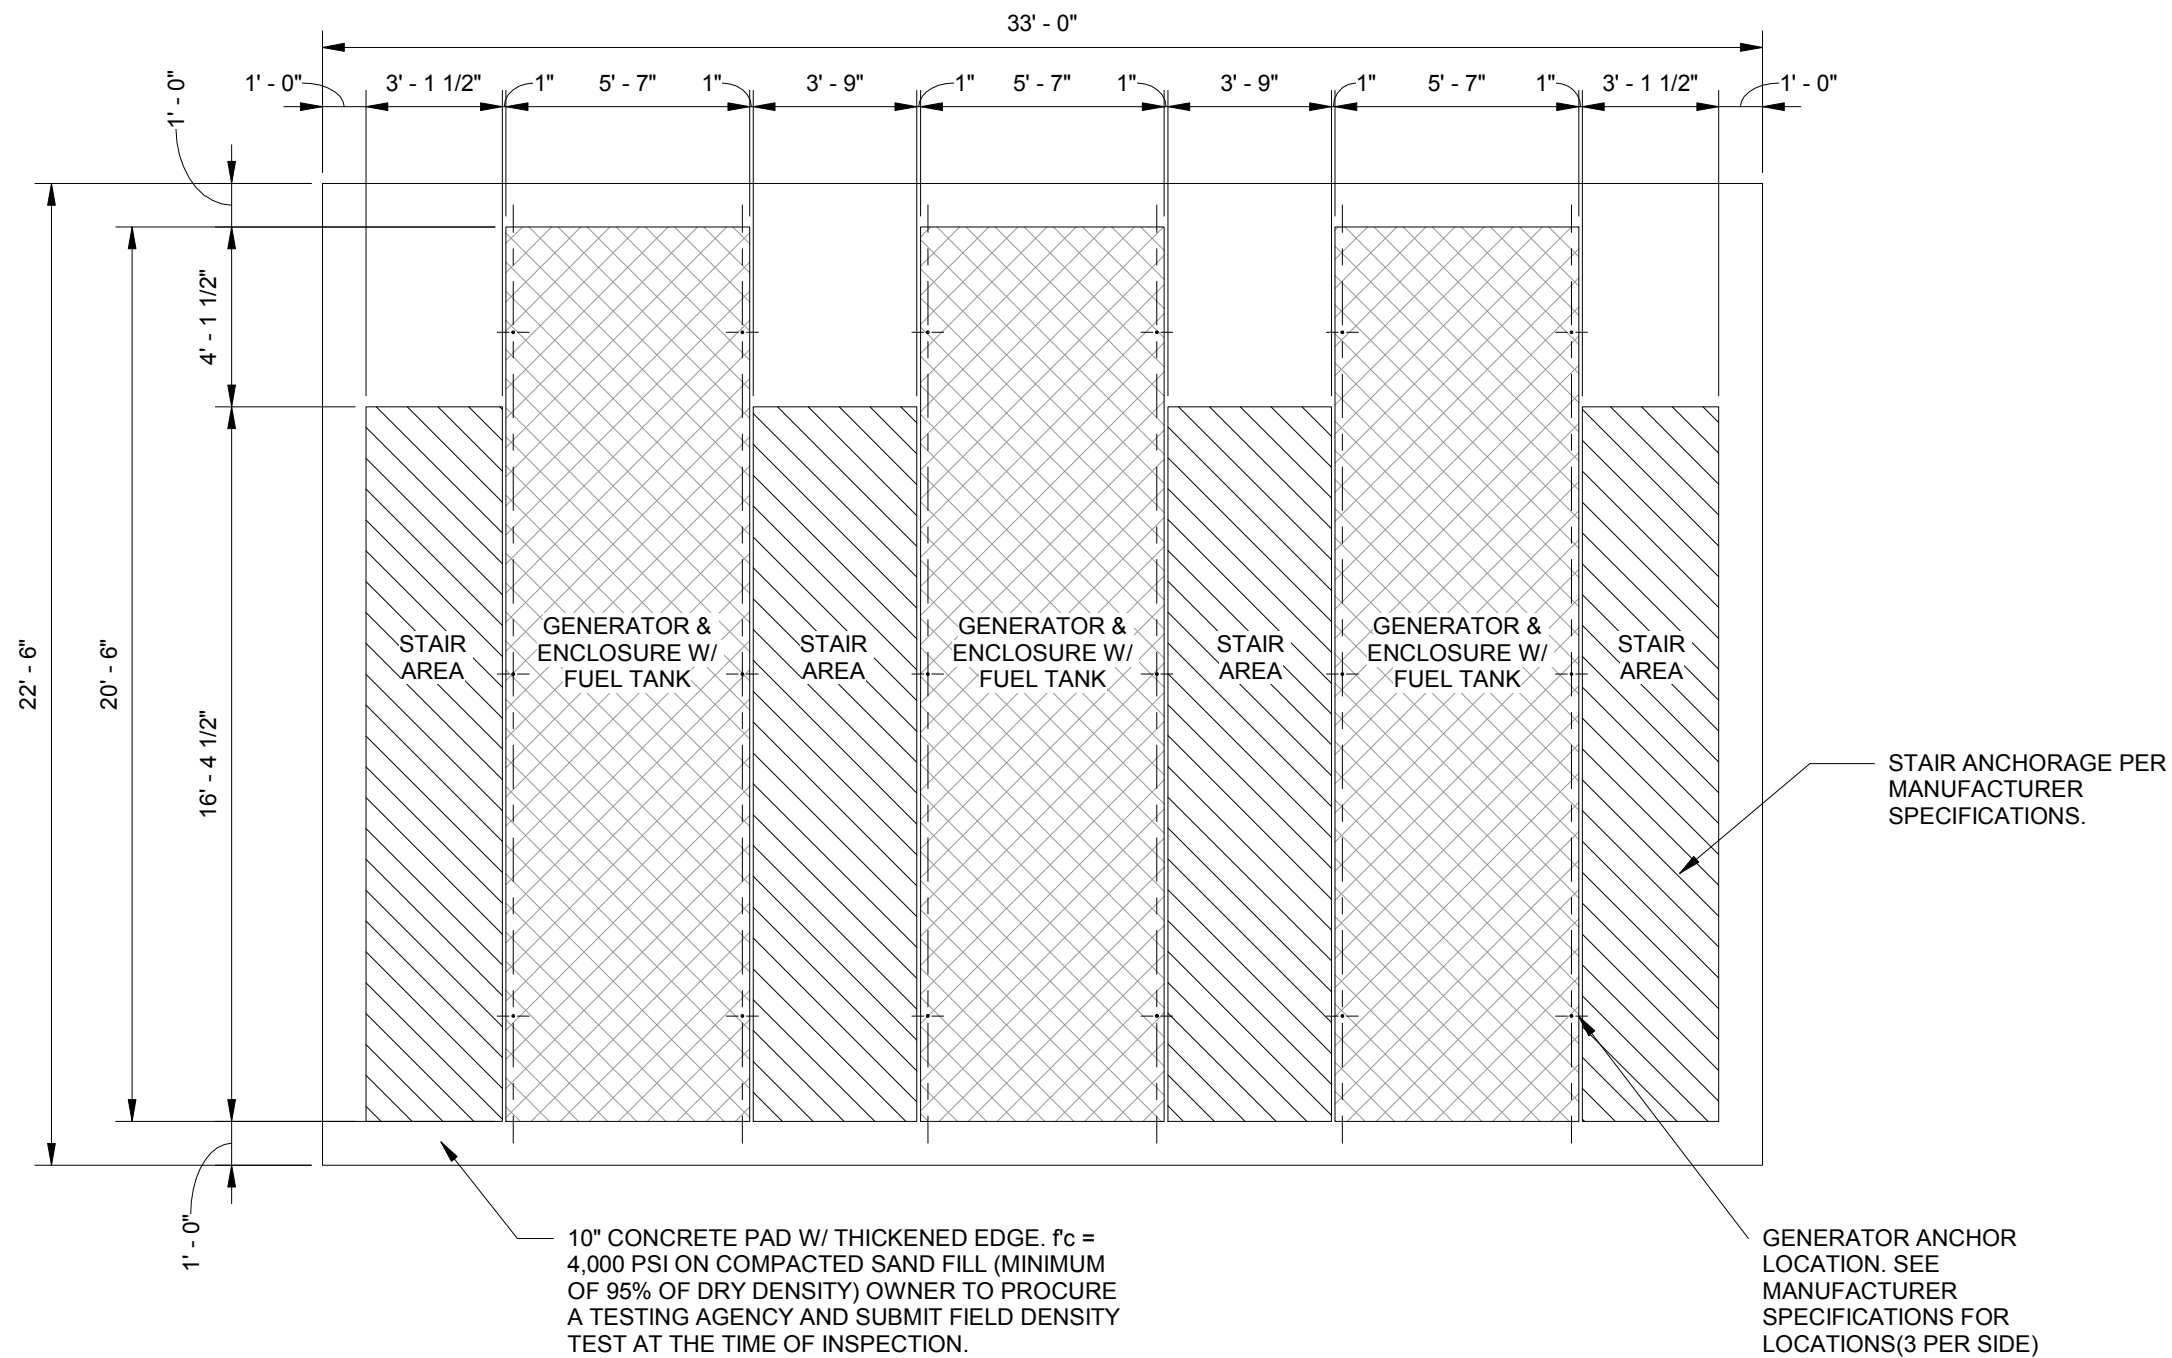 33' - 0"
1' - 0"
3' - 1 1/2"
1"
5' - 7"
1"
3' - 9"
1"
5' - 7"
1"
3' - 9"
1"
5' - 7"
1"
3' - 1 1/2"
1' - 0"
1' - 0"
4' - 1 1/2"
22' - 6"
20' - 6"
16' - 4 1/2"
1' - 0"
STAIR
AREA
GENERATOR &
ENCLOSURE W/
FUEL TANK
STAIR
AREA
GENERATOR &
ENCLOSURE W/
FUEL TANK
STAIR
AREA
GENERATOR &
ENCLOSURE W/
FUEL TANK
STAIR
AREA
STAIR ANCHORAGE PER
MANUFACTURER
SPECIFICATIONS.
10" CONCRETE PAD W/ THICKENED EDGE. f'c =
4,000 PSI ON COMPACTED SAND FILL (MINIMUM
OF 95% OF DRY DENSITY) OWNER TO PROCURE
A TESTING AGENCY AND SUBMIT FIELD DENSITY
TEST AT THE TIME OF INSPECTION.
GENERATOR ANCHOR
LOCATION. SEE
MANUFACTURER
SPECIFICATIONS FOR
LOCATIONS(3 PER SIDE)